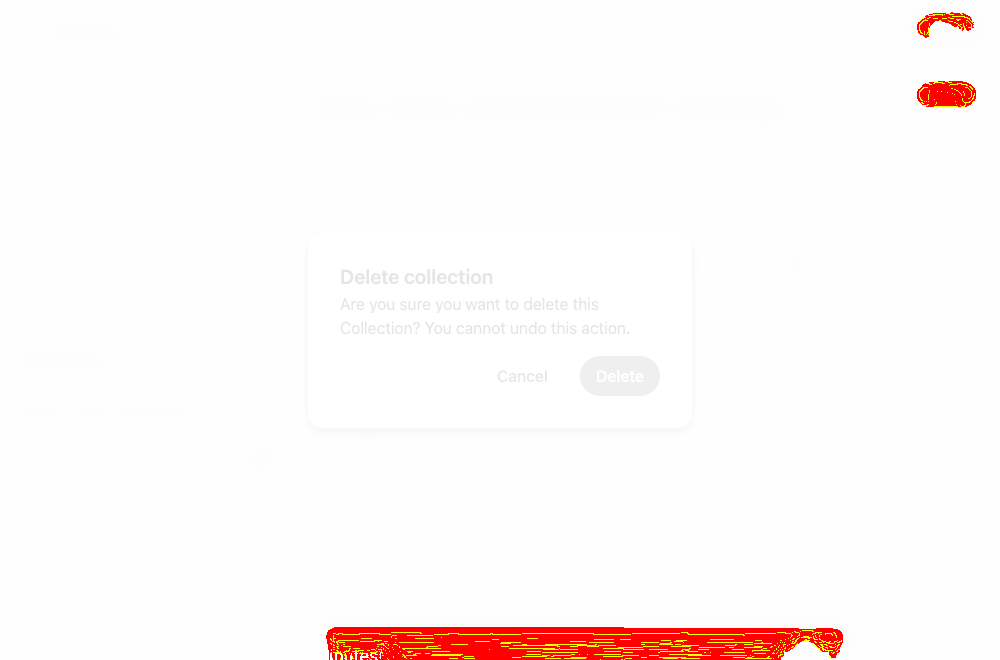 Delete collection
Are you sure you want to delete this
Collection? You cannot undo this action.
Cancel
Delete